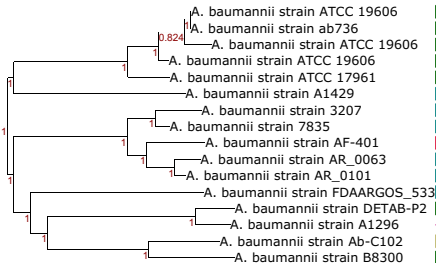 A. baumannii strain ATCC 19606
A. baumannii strain ab736
0.824
A. baumannii strain ATCC 19606
1
A. baumannii strain ATCC 19606
1
1
A. baumannii strain ATCC 17961
1
A. baumannii strain A1429
A. baumannii strain 3207
1
1
A. baumannii strain 7835
1
A. baumannii strain AF-401
1
A. baumannii strain AR_0063
1
1
A. baumannii strain AR_0101
A. baumannii strain FDAARGOS_533
1
A. baumannii strain DETAB-P2
1
A. baumannii strain A1296
1
A. baumannii strain Ab-C102
1
A. baumannii strain B8300